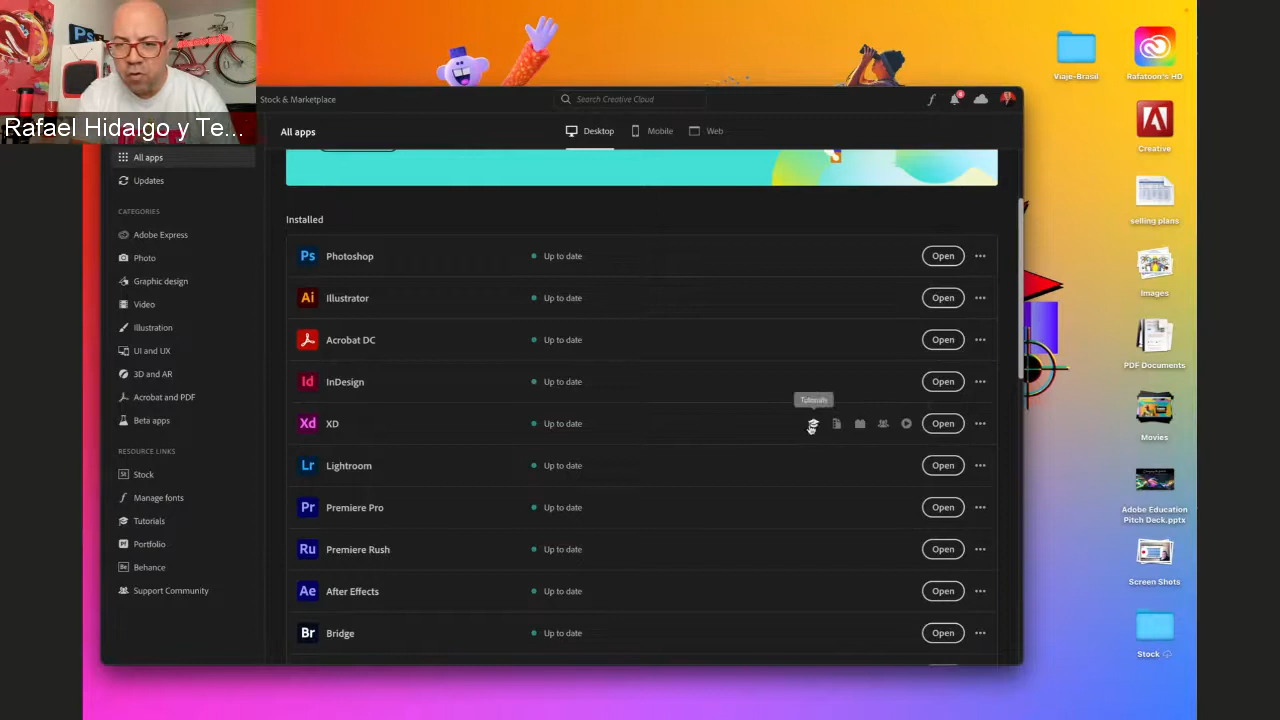 Ps
Rafael Hidalgo y Te...
Stock & Marketplace
Search Creative Cloud
All apps
Desktop
Mobile
Web
All apps
Updates
CATEGORIES
Adobe Express
Photo
Graphic design
Video
Illustration
UI and UX
3D and AR
Acrobat and PDF
Beta apps
RESOURCE LINKS
St Stock
Manage fonts
Tutorials
Pf Portfolio
Bē Behance
Support Community
Installed
Ps Photoshop Up to date Open
Ai Illustrator Up to date Open
Acrobat DC Up to date Open
Id InDesign Up to date Open
Tutorials
Xd XD Up to date Open
Lr Lightroom Up to date Open
Pr Premiere Pro Up to date Open
Ru Premiere Rush Up to date Open
Ae After Effects Up to date Open
Br Bridge Up to date Open
Viaje-Brasil
Rafatoon's HD
Creative
selling plans
Images
PDF Documents
Movies
Adobe Education
Pitch Deck.pptx
Screen Shots
Stock